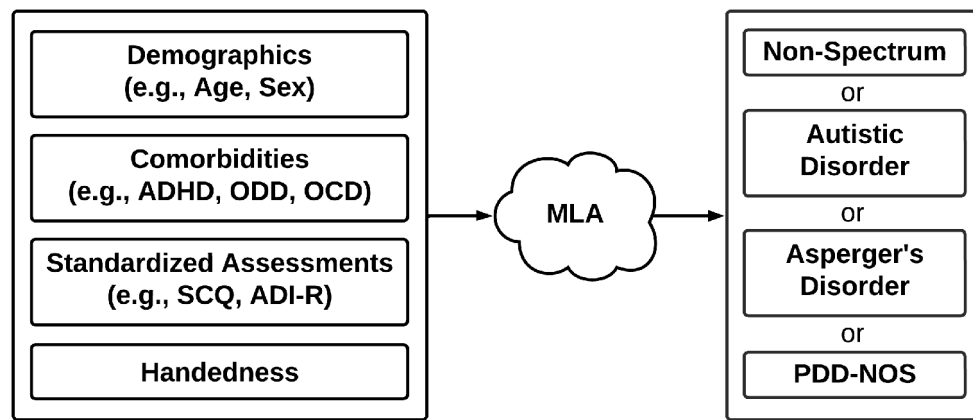 Demographics
(e.g., Age, Sex)
Comorbidities
(e.g., ADHD, ODD, OCD)
Standardized Assessments
(e.g., SCQ, ADI-R)
Handedness
MLA
Non-Spectrum
or
Autistic
Disorder
or
Asperger's
Disorder
or
PDD-NOS